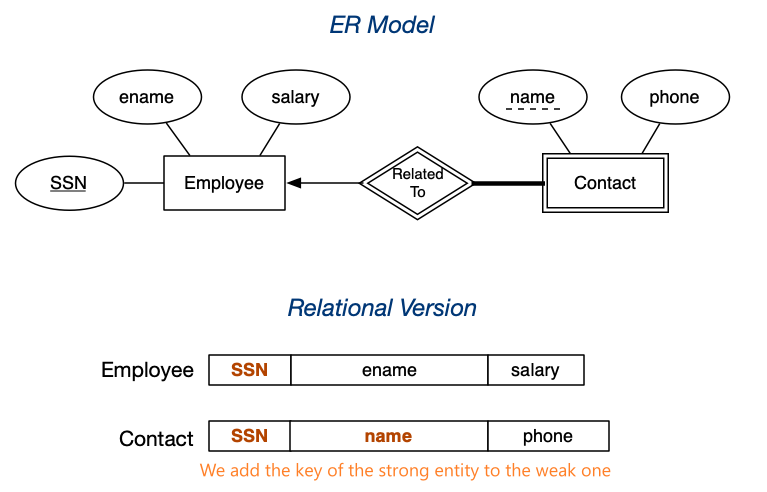 ER Model
ename
salary
name
phone
SSN
Employee
Related
To
Contact
Relational Version
Employee SSN ename salary
Contact SSN name phone
We add the key of the strong entity to the weak one